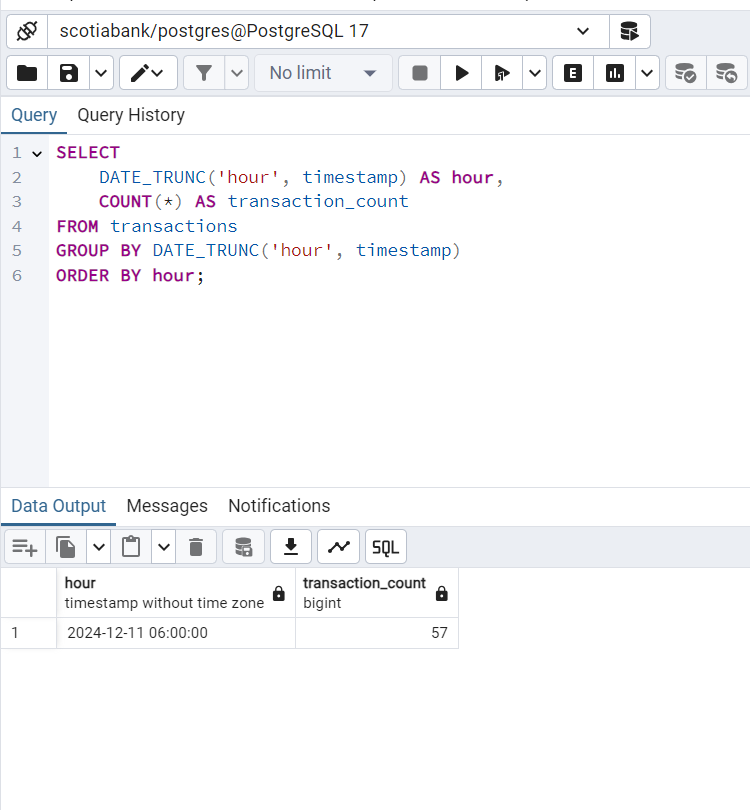 scotiabank/postgres@PostgreSQL 17
No limit
E
Query Query History
1 SELECT
2 DATE_TRUNC('hour', timestamp) AS hour,
3 COUNT(*) AS transaction_count
4 FROM transactions
5 GROUP BY DATE_TRUNC('hour', timestamp)
6 ORDER BY hour;
Data Output Messages Notifications
SQL
hour transaction_count
timestamp without time zone bigint
1 2024-12-11 06:00:00 57